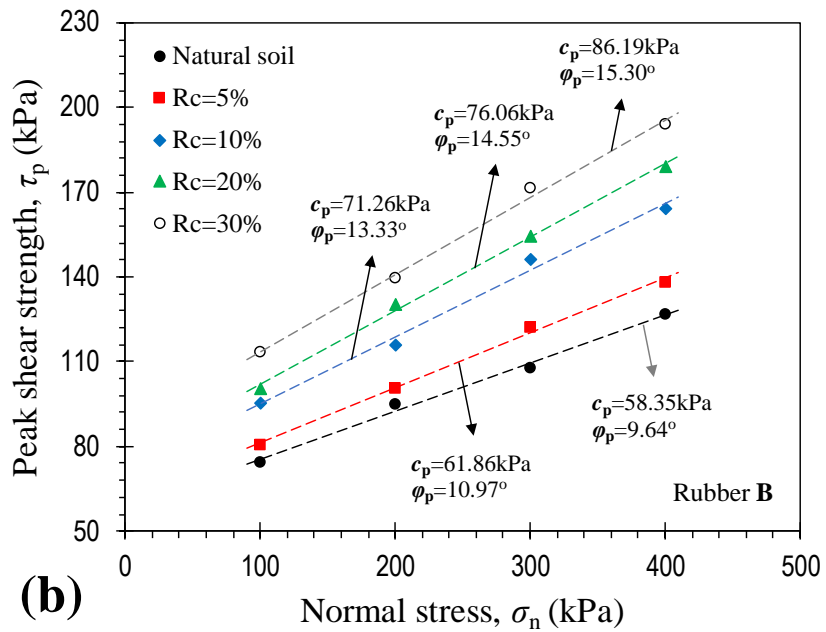 230
200
170
140
110
80
50
Peak shear strength, τp (kPa)
Natural soil
Rc=5%
Rc=10%
Rc=20%
Rc=30%
cp=86.19kPa
φp=15.30º
cp=76.06kPa
φp=14.55º
cp=71.26kPa
φp=13.33º
cp=58.35kPa
φp=9.64º
cp=61.86kPa
φp=10.97º
Rubber B
0 100 200 300 400 500
Normal stress, σn (kPa)
(b)